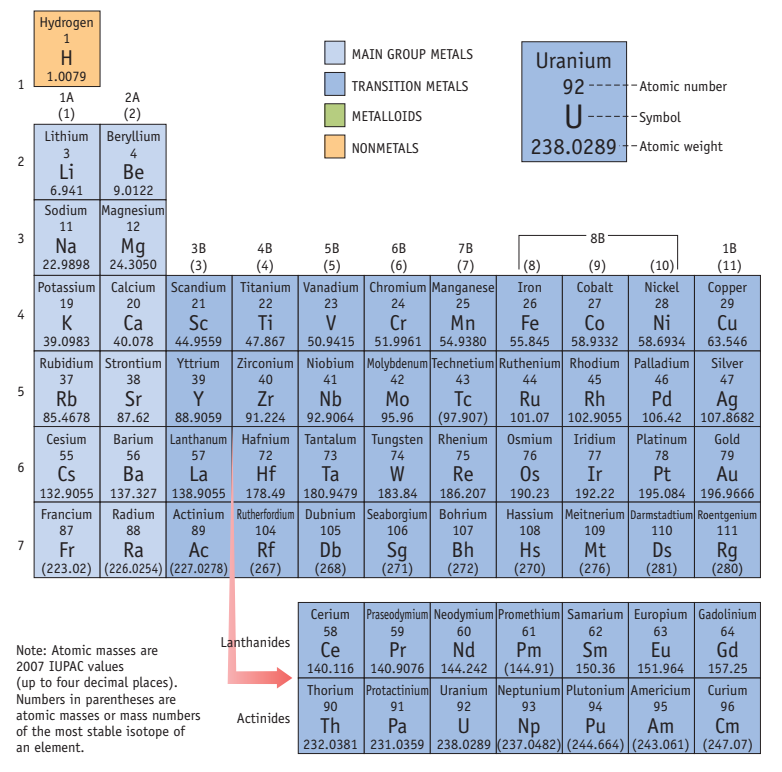 Hydrogen
1
H
1.0079
MAIN GROUP METALS
TRANSITION METALS
METALLOIDS
NONMETALS
Uranium
92 Atomic number
U Symbol
238.0289 Atomic weight
1
1A 2A
(1) (2)
Lithium Beryllium
3 4
2 Li Be
6.941 9.0122
Sodium Magnesium
11 12
3 Na Mg
22.9898 24.3050
3B 4B 5B 6B 7B 8B 1B
(3) (4) (5) (6) (7) (8) (9) (10) (11)
Potassium Calcium Scandium Titanium Vanadium Chromium Manganese Iron Cobalt Nickel Copper
19 20 21 22 23 24 25 26 27 28 29
4 K Ca Sc Ti V Cr Mn Fe Co Ni Cu
39.0983 40.078 44.9559 47.867 50.9415 51.9961 54.9380 55.845 58.9332 58.6934 63.546
Rubidium Strontium Yttrium Zirconium Niobium Molybdenum Technetium Ruthenium Rhodium Palladium Silver
37 38 39 40 41 42 43 44 45 46 47
5 Rb Sr Y Zr Nb Mo Tc Ru Rh Pd Ag
85.4678 87.62 88.9059 91.224 92.9064 95.96 (97.907) 101.07 102.9055 106.42 107.8682
Cesium Barium Lanthanum Hafnium Tantalum Tungsten Rhenium Osmium Iridium Platinum Gold
55 56 57 72 73 74 75 76 77 78 79
6 Cs Ba La Hf Ta W Re Os Ir Pt Au
132.9055 137.327 138.9055 178.49 180.9479 183.84 186.207 190.23 192.22 195.084 196.9666
Francium Radium Actinium Rutherfordium Dubnium Seaborgium Bohrium Hassium Meitnerium Darmstadtium Roentgenium
87 88 89 104 105 106 107 108 109 110 111
7 Fr Ra Ac Rf Db Sg Bh Hs Mt Ds Rg
(223.02) (226.0254) (227.0278) (267) (268) (271) (272) (270) (276) (281) (280)
Cerium Praseodymium Neodymium Promethium Samarium Europium Gadolinium
58 59 60 61 62 63 64
Lanthanides Ce Pr Nd Pm Sm Eu Gd
140.116 140.9076 144.242 (144.91) 150.36 151.964 157.25
Thorium Protactinium Uranium Neptunium Plutonium Americium Curium
90 91 92 93 94 95 96
Actinides Th Pa U Np Pu Am Cm
232.0381 231.0359 238.0289 (237.0482) (244.664) (243.061) (247.07)
Note: Atomic masses are
2007 IUPAC values
(up to four decimal places).
Numbers in parentheses are
atomic masses or mass numbers
of the most stable isotope of
an element.